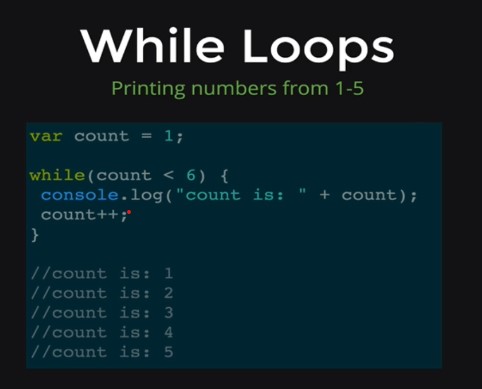 While Loops
Printing numbers from 1-5
var count = 1;
while(count < 6) {
 console.log("count is: " + count);
 count++;
}
//count is: 1
//count is: 2
//count is: 3
//count is: 4
//count is: 5